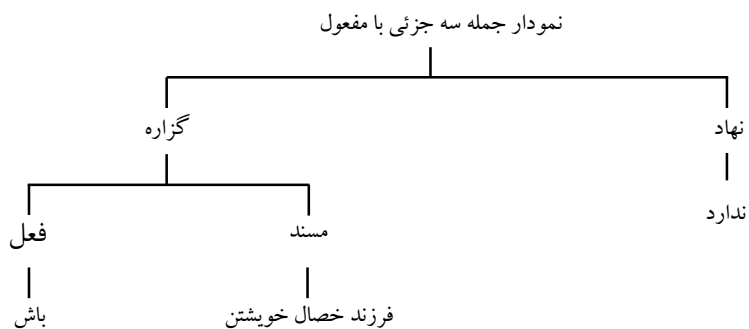 نمودار جمله سه جزئی با مفعول
نهاد
گزاره
ندارد
مسند
فعل
فرزند خصال خویشتن
باش